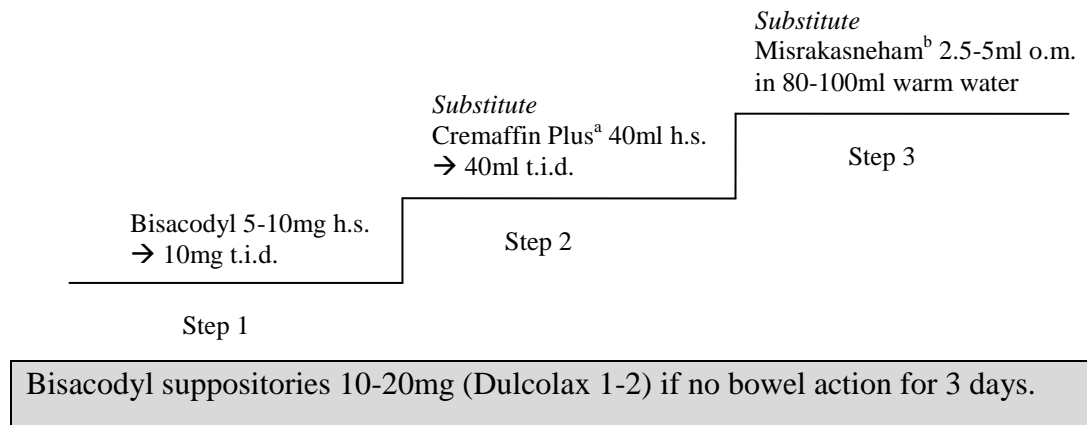 Substitute
Misrakasneham^b 2.5-5ml o.m.
in 80-100ml warm water
Substitute
Cremaffin Plus^a 40ml h.s.
→ 40ml t.i.d.
Step 3
Bisacodyl 5-10mg h.s.
→ 10mg t.i.d.
Step 2
Step 1
Bisacodyl suppositories 10-20mg (Dulcolax 1-2) if no bowel action for 3 days.